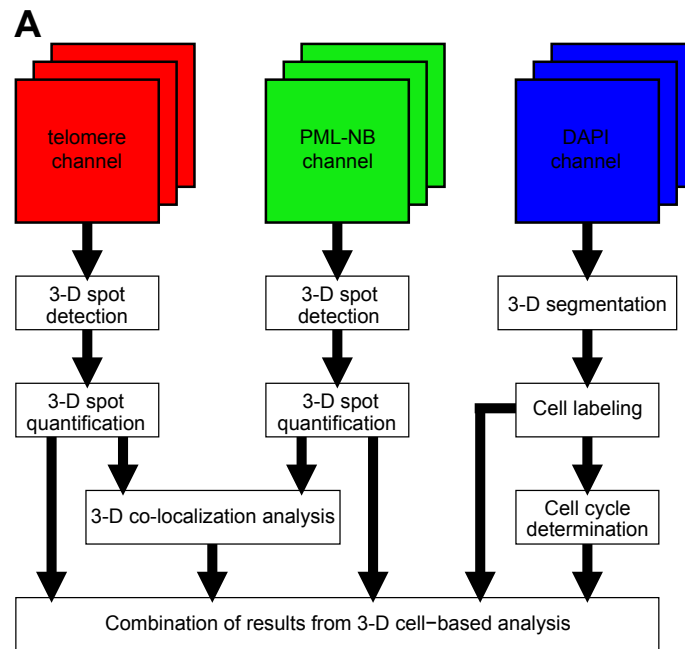 A
telomere
channel
PML-NB
channel
DAPI
channel
3-D spot
detection
3-D spot
detection
3-D segmentation
3-D spot
quantification
3-D spot
quantification
Cell labeling
3-D co-localization analysis
Cell cycle
determination
Combination of results from 3-D cell−based analysis